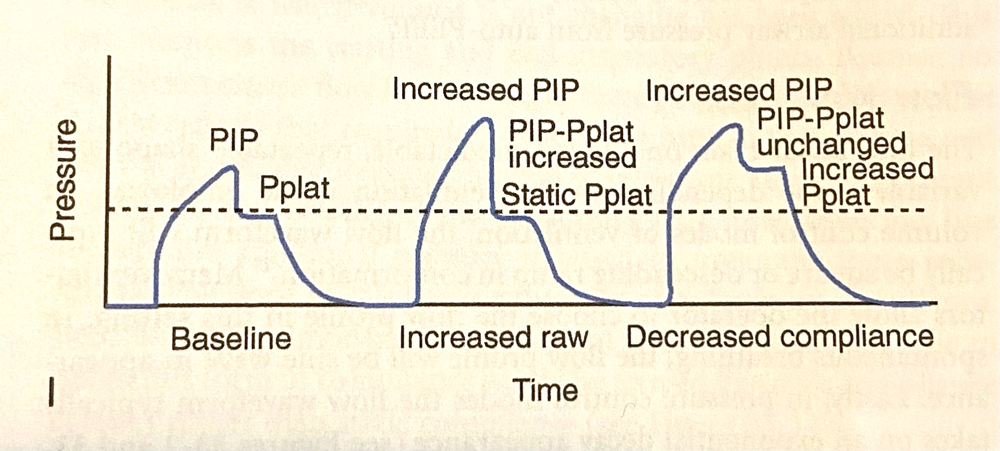 Increased PIP
Increased PIP
PIP-Pplat
unchanged
PIP
PIP-Pplat
increased
Increased
Pplat
Pplat
Static Pplat
Pressure
Baseline
Increased raw
Decreased compliance
Time
I